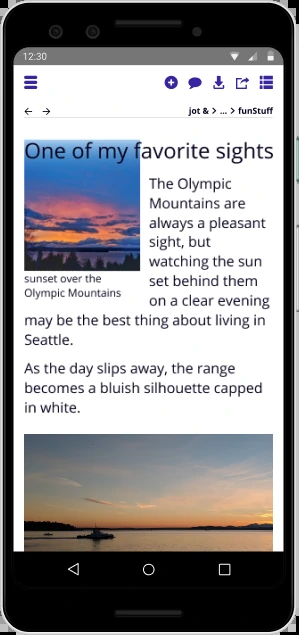 12:30
jot & > ... > funStuff
One of my favorite sights
The Olympic
Mountains are
always a pleasant
sight, but
watching the sun
set behind them
on a clear evening
sunset over the
Olympic Mountains
may be the best thing about living in
Seattle.
As the day slips away, the range
becomes a bluish silhouette capped
in white.